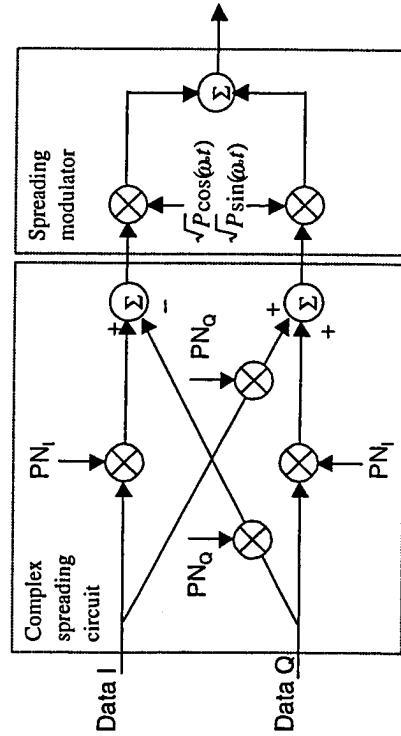 Complex
spreading
circuit
Spreading
modulator
Data I
PN_I
+
Σ
−
PN_Q
√P cos(ω₀t)
√P sin(ω₀t)
Σ
PN_Q
+
Σ
+
Data Q
PN_I